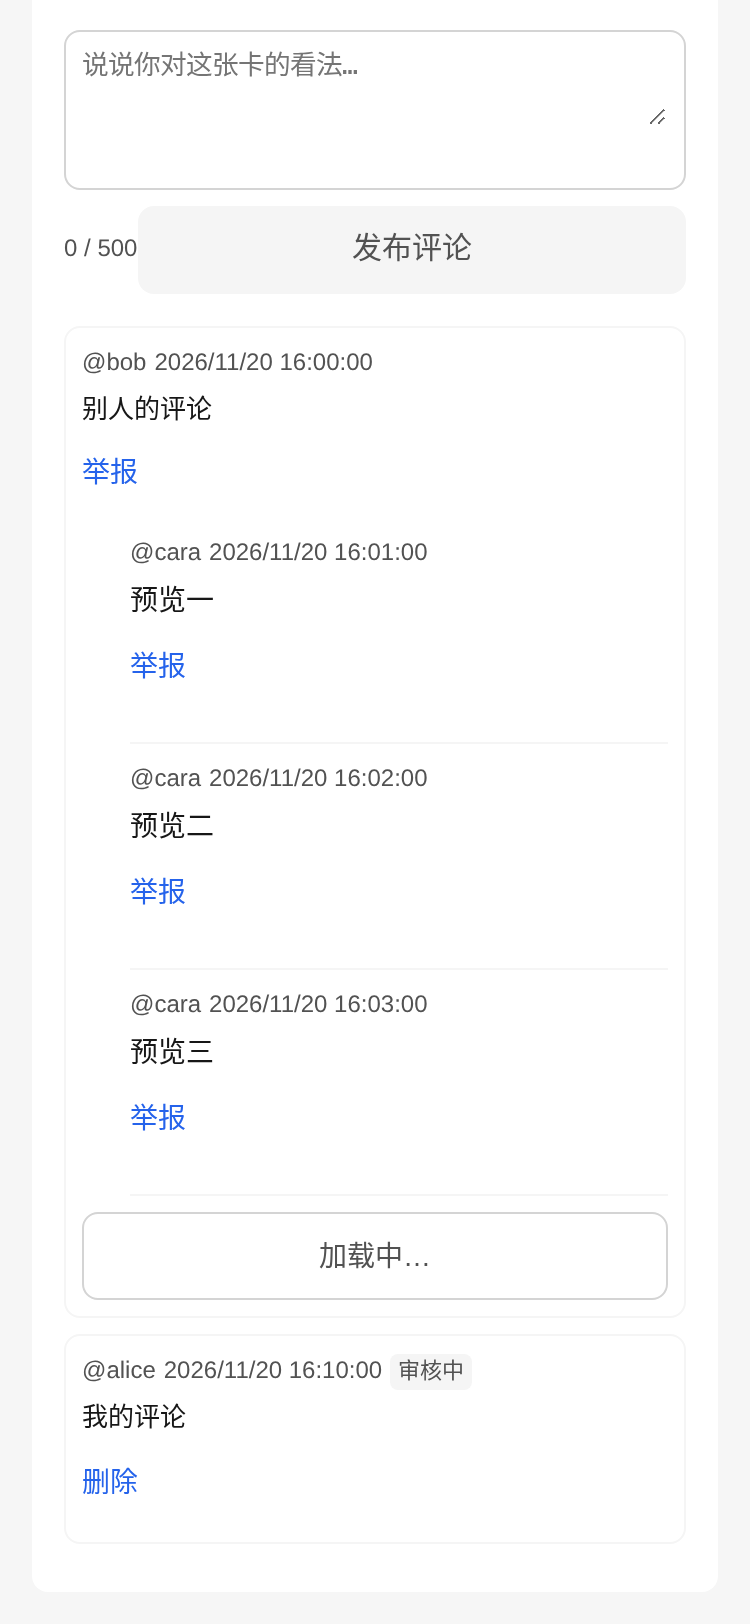 说说你对这张卡的看法…
0 / 500
发布评论
@bob 2026/11/20 16:00:00
别人的评论
举报
@cara 2026/11/20 16:01:00
预览一
举报
@cara 2026/11/20 16:02:00
预览二
举报
@cara 2026/11/20 16:03:00
预览三
举报
加载中…
@alice 2026/11/20 16:10:00 审核中
我的评论
删除